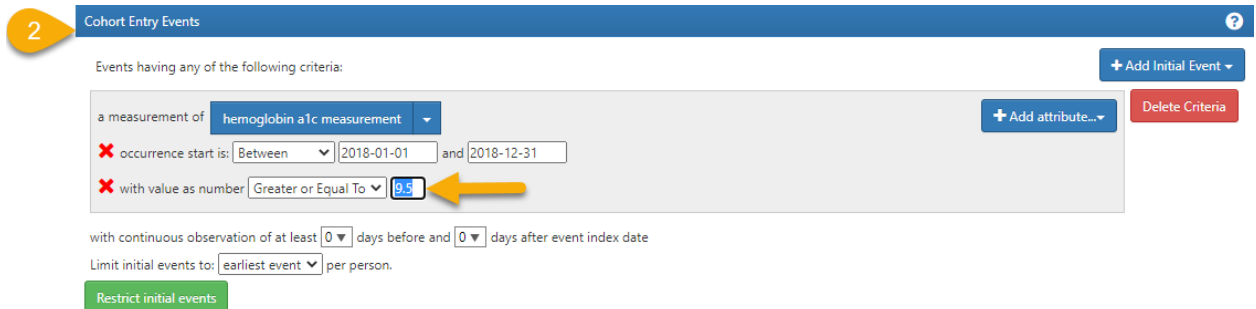 2
Cohort Entry Events
?
Events having any of the following criteria:
+ Add Initial Event
a measurement of hemoglobin a1c measurement
+ Add attribute...
Delete Criteria
occurrence start is: Between 2018-01-01 and 2018-12-31
with value as number Greater or Equal To 9.5
with continuous observation of at least 0 days before and 0 days after event index date
Limit initial events to: earliest event per person.
Restrict initial events